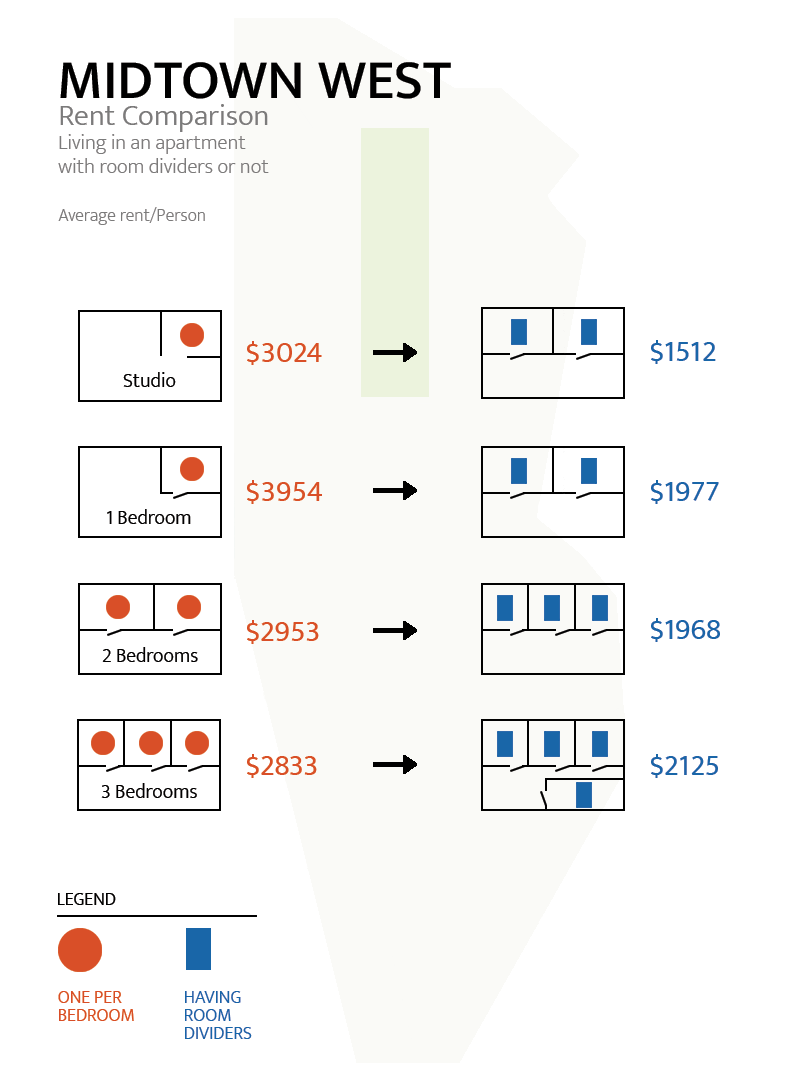 MIDTOWN WEST
Rent Comparison
Living in an apartment
with room dividers or not
Average rent/Person
Studio
$3024
$1512
1 Bedroom
$3954
$1977
2 Bedrooms
$2953
$1968
3 Bedrooms
$2833
$2125
LEGEND
ONE PER
BEDROOM
HAVING
ROOM
DIVIDERS